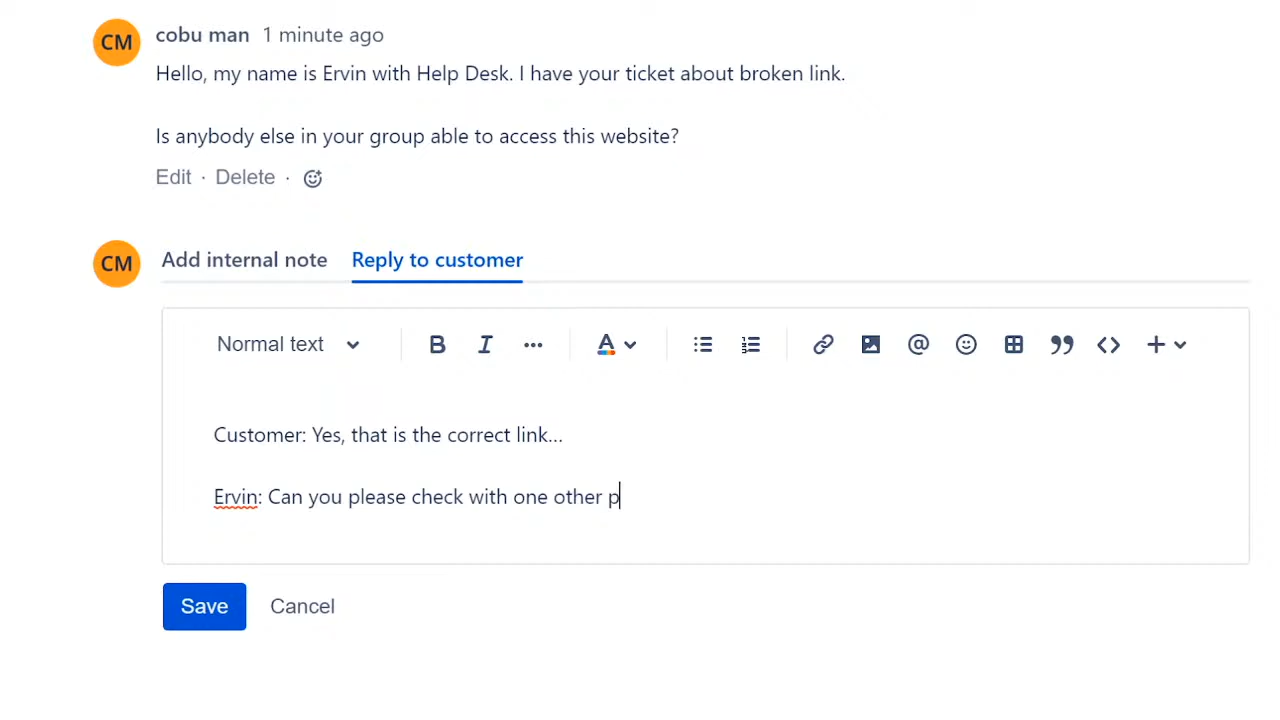 CM cobu man 1 minute ago
Hello, my name is Ervin with Help Desk. I have your ticket about broken link.
Is anybody else in your group able to access this website?
Edit · Delete ·
CM Add internal note Reply to customer
Normal text B I ... A
Customer: Yes, that is the correct link...
Ervin: Can you please check with one other p
Save Cancel